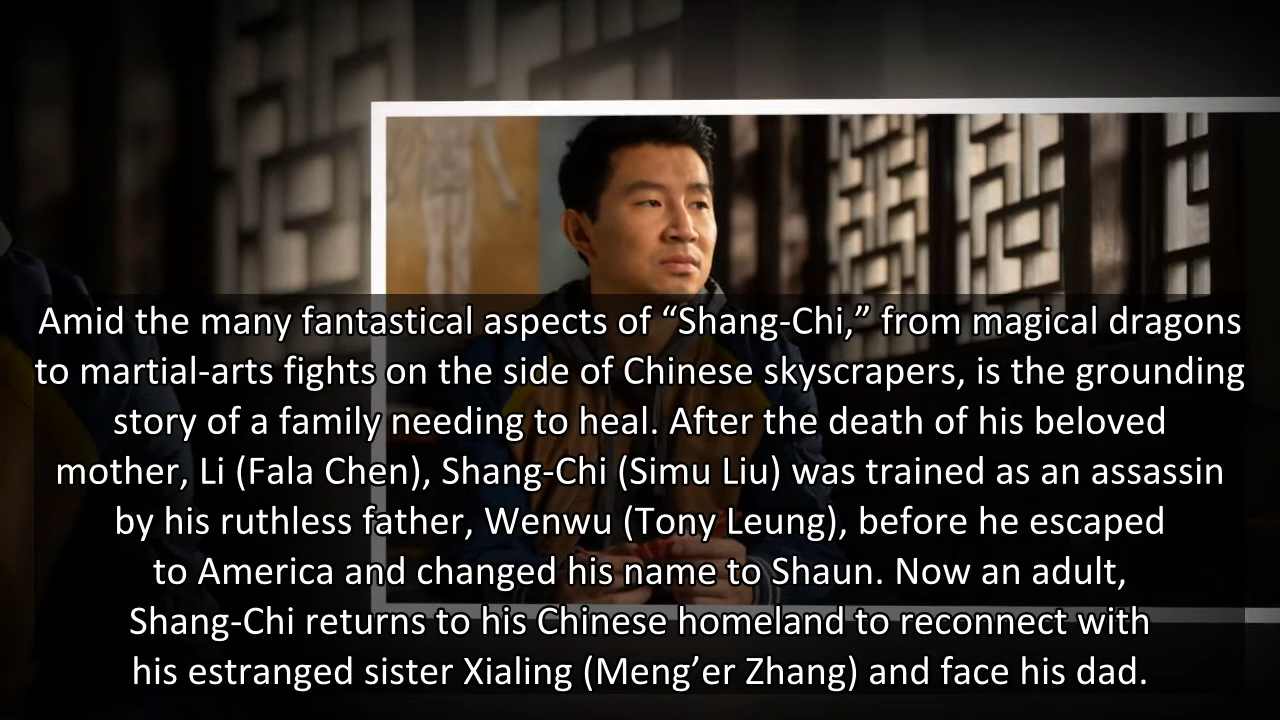 Amid the many fantastical aspects of “Shang-Chi,” from magical dragons
to martial-arts fights on the side of Chinese skyscrapers, is the grounding
story of a family needing to heal. After the death of his beloved
mother, Li (Fala Chen), Shang-Chi (Simu Liu) was trained as an assassin
by his ruthless father, Wenwu (Tony Leung), before he escaped
to America and changed his name to Shaun. Now an adult,
Shang-Chi returns to his Chinese homeland to reconnect with
his estranged sister Xialing (Meng’er Zhang) and face his dad.